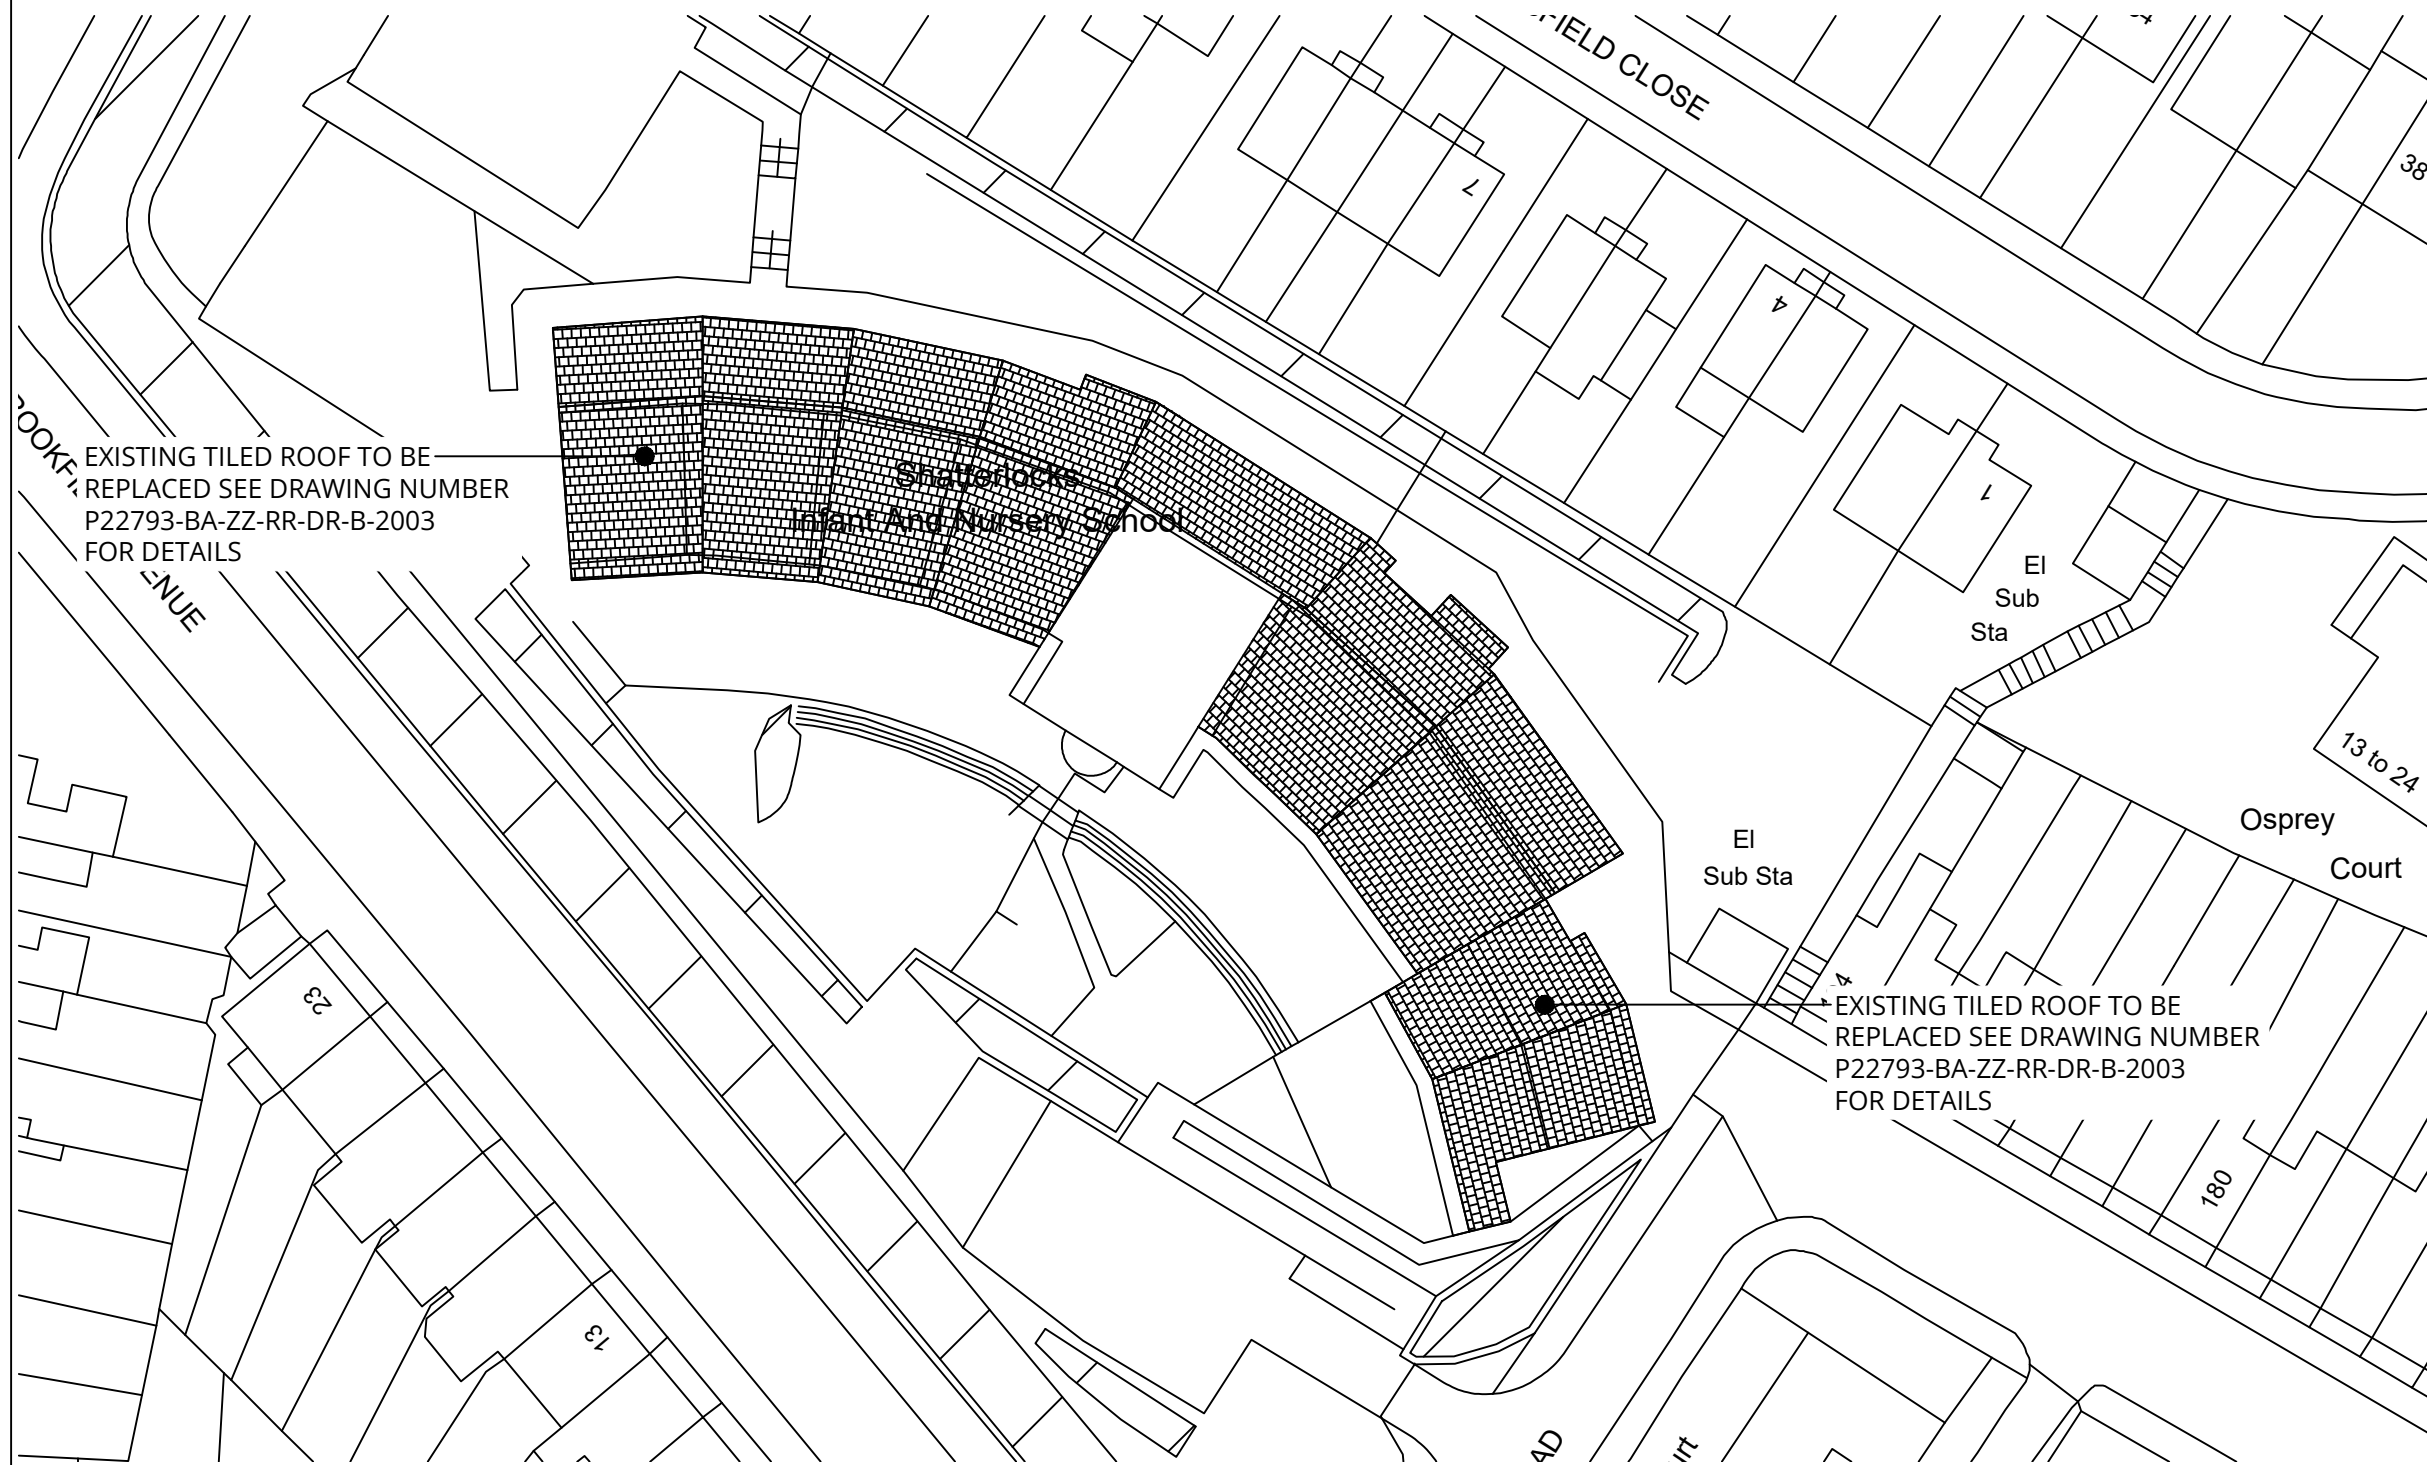 FIELD CLOSE
38
7
4
1
El
Sub
Sta
13 to 24
Osprey
Court
Shatterlocks
Infant And Nursery School
EXISTING TILED ROOF TO BE
REPLACED SEE DRAWING NUMBER
P22793-BA-ZZ-RR-DR-B-2003
FOR DETAILS
El
Sub Sta
EXISTING TILED ROOF TO BE
REPLACED SEE DRAWING NUMBER
P22793-BA-ZZ-RR-DR-B-2003
FOR DETAILS
23
180
13